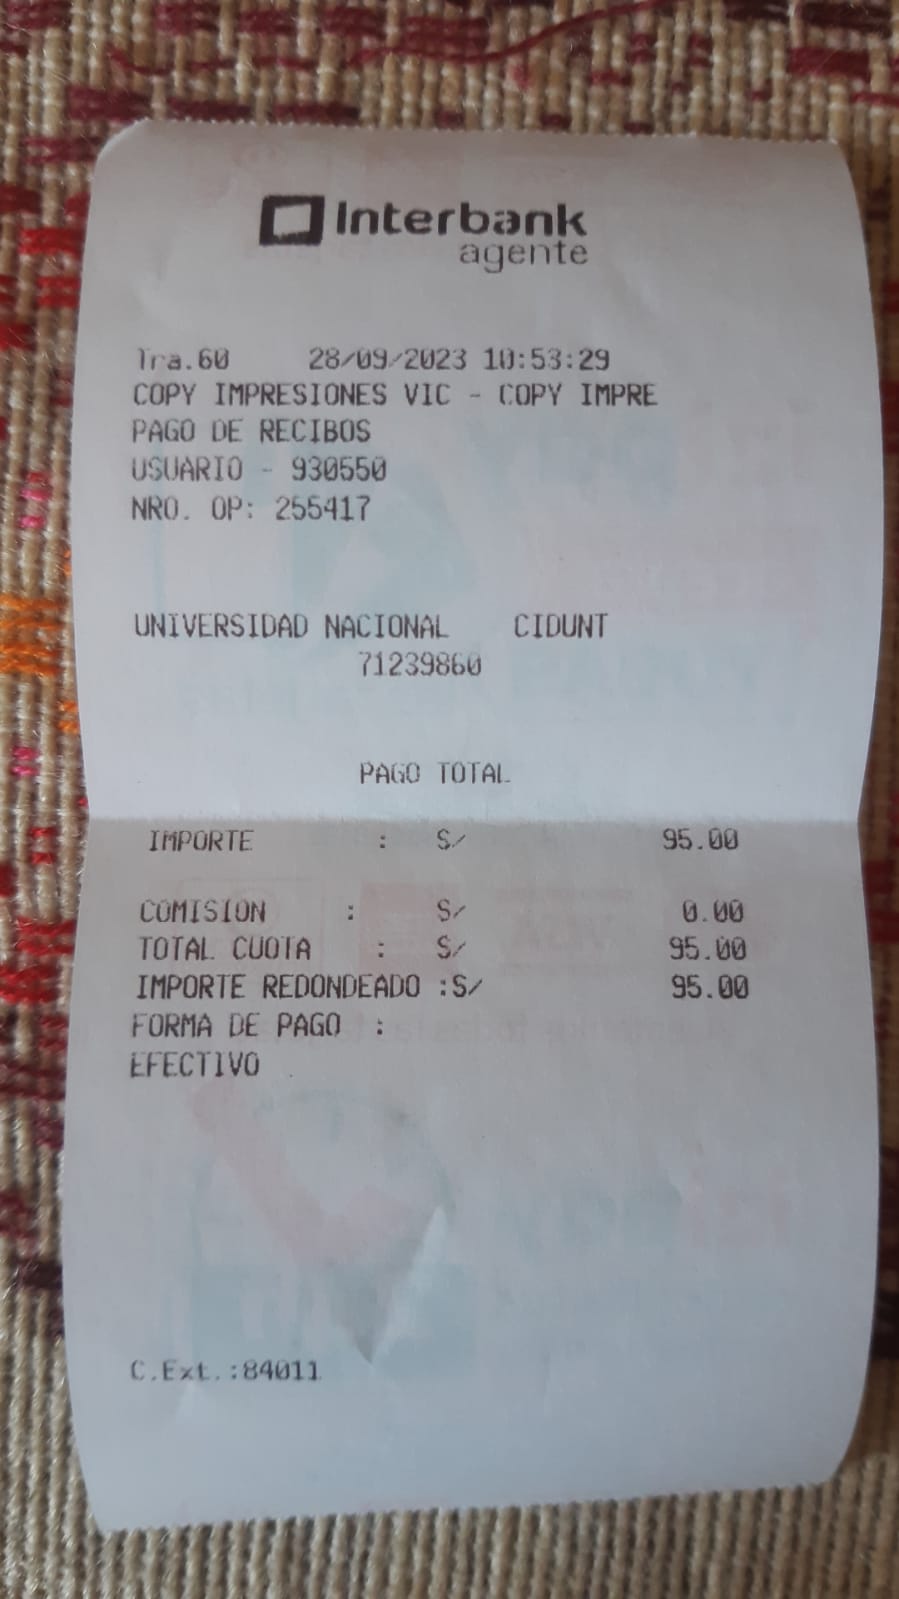 Interbank
agente
Tra.60 28/09/2023 10:53:29
COPY IMPRESIONES VIC - COPY IMPRE
PAGO DE RECIBOS
USUARIO - 930550
NRO. OP: 255417
UNIVERSIDAD NACIONAL CIDUNT
71239860
PAGO TOTAL
IMPORTE : S/ 95.00
COMISION : S/ 0.00
TOTAL CUOTA : S/ 95.00
IMPORTE REDONDEADO :S/ 95.00
FORMA DE PAGO :
EFECTIVO
C.Ext.:84011